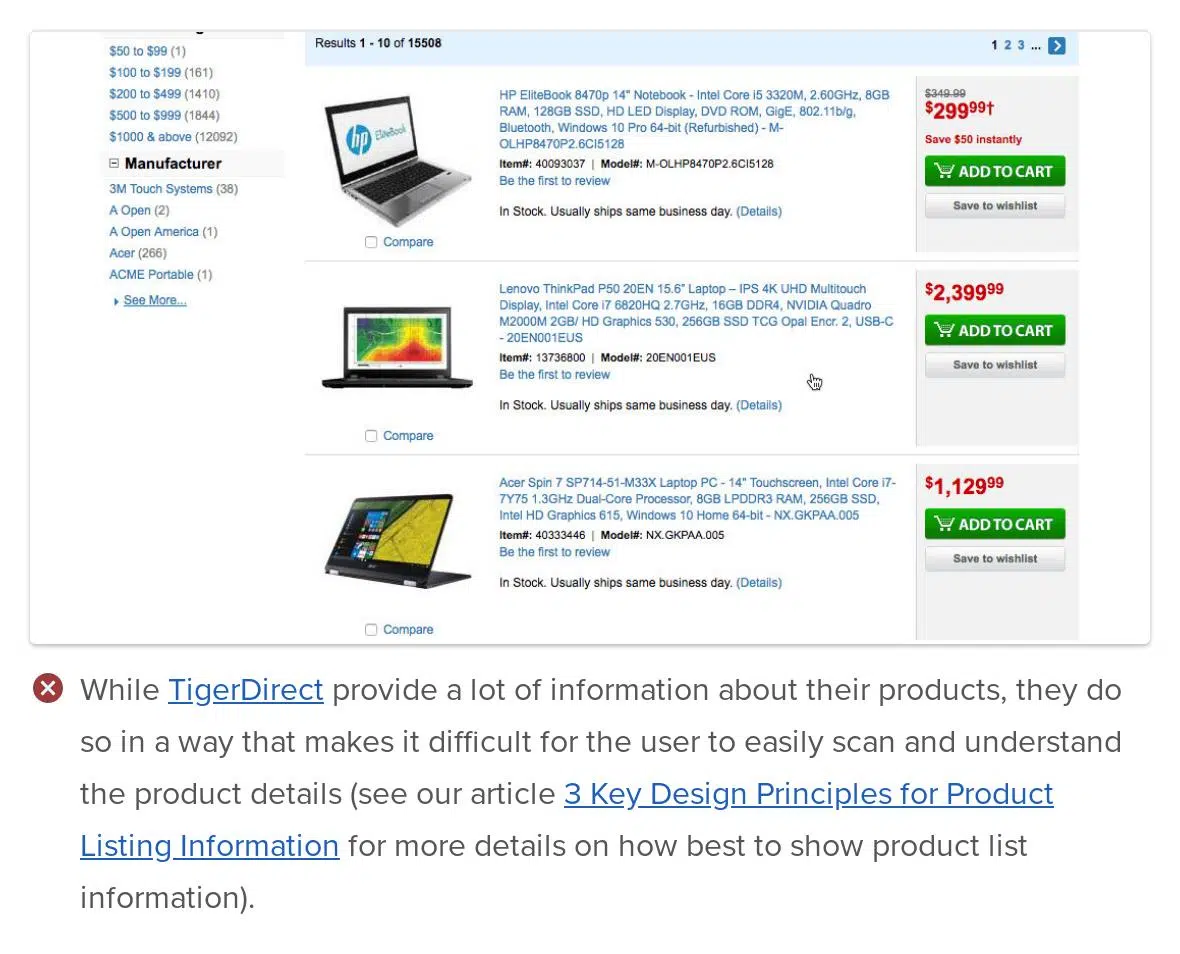 $50 to $99 (1)
$100 to $199 (161)
$200 to $499 (1410)
$500 to $999 (1844)
$1000 & above (12092)
Manufacturer
3M Touch Systems (38)
A Open (2)
A Open America (1)
Acer (266)
ACME Portable (1)
See More...
Results 1 - 10 of 15508
1 2 3 ...
hp EliteBook
Compare
HP EliteBook 8470p 14" Notebook - Intel Core i5 3320M, 2.60GHz, 8GB
RAM, 128GB SSD, HD LED Display, DVD ROM, GigE, 802.11b/g,
Bluetooth, Windows 10 Pro 64-bit (Refurbished) - M-
OLHP8470P2.6CI5128
Item#: 40093037 | Model#: M-OLHP8470P2.6CI5128
Be the first to review
In Stock. Usually ships same business day. (Details)
$349.99
$299.99†
Save $50 instantly
ADD TO CART
Save to wishlist
Compare
Lenovo ThinkPad P50 20EN 15.6" Laptop – IPS 4K UHD Multitouch
Display, Intel Core i7 6820HQ 2.7GHz, 16GB DDR4, NVIDIA Quadro
M2000M 2GB/ HD Graphics 530, 256GB SSD TCG Opal Encr. 2, USB-C
- 20EN001EUS
Item#: 13736800 | Model#: 20EN001EUS
Be the first to review
In Stock. Usually ships same business day. (Details)
$2,39999
ADD TO CART
Save to wishlist
Compare
Acer Spin 7 SP714-51-M33X Laptop PC - 14" Touchscreen, Intel Core i7-
7Y75 1.3GHz Dual-Core Processor, 8GB LPDDR3 RAM, 256GB SSD,
Intel HD Graphics 615, Windows 10 Home 64-bit - NX.GKPAA.005
Item#: 40333446 | Model#: NX.GKPAA.005
Be the first to review
In Stock. Usually ships same business day. (Details)
$1,12999
ADD TO CART
Save to wishlist
While TigerDirect provide a lot of information about their products, they do
so in a way that makes it difficult for the user to easily scan and understand
the product details (see our article 3 Key Design Principles for Product
Listing Information for more details on how best to show product list
information).